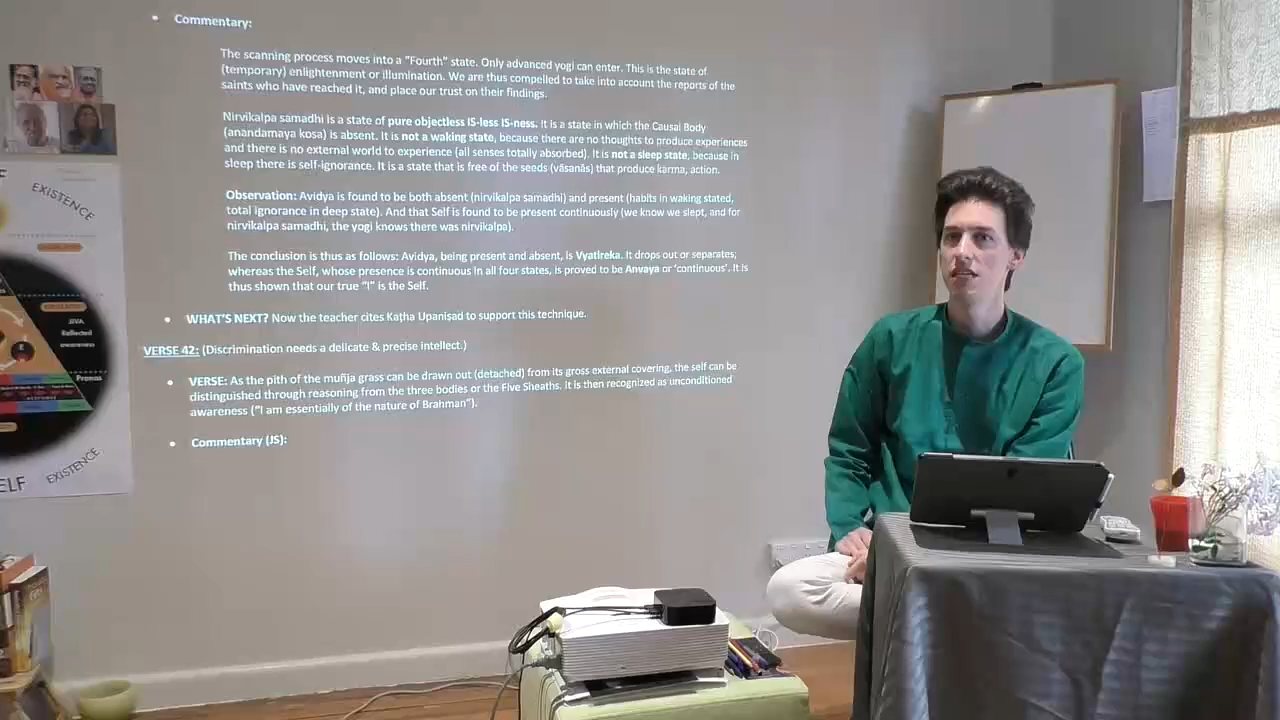 • Commentary:
The scanning process moves into a "Fourth" state. Only advanced yogi can enter. This is the state of
(temporary) enlightenment or illumination. We are thus compelled to take into account the reports of the
saints who have reached it, and place our trust on their findings.
Nirvikalpa samadhi is a state of pure objectless IS-less IS-ness. It is a state in which the Causal Body
(anandamaya kosa) is absent. It is not a waking state, because there are no thoughts to produce experiences
and there is no external world to experience (all senses totally absorbed). It is not a sleep state, because in
sleep there is self-ignorance. It is a state that is free of the seeds (vāsanās) that produce karma, action.
Observation: Avidya is found to be both absent (nirvikalpa samadhi) and present (habits in waking stated,
total ignorance in deep state). And that Self is found to be present continuously (we know we slept, and for
nirvikalpa samadhi, the yogi knows there was nirvikalpa).
The conclusion is thus as follows: Avidya, being present and absent, is Vyatireka. It drops out or separates;
whereas the Self, whose presence is continuous in all four states, is proved to be Anvaya or 'continuous'. It is
thus shown that our true "I" is the Self.
• WHAT'S NEXT? Now the teacher cites Kaṭha Upaniṣad to support this technique.
VERSE 42: (Discrimination needs a delicate & precise intellect.)
• VERSE: As the pith of the muñja grass can be drawn out (detached) from its gross external covering, the self can be
distinguished through reasoning from the three bodies or the Five Sheaths. It is then recognized as unconditioned
awareness ("I am essentially of the nature of Brahman").
• Commentary (JS):
EXISTENCE
JIVA
Reflected
awareness
Pranas
ELF
EXISTENCE